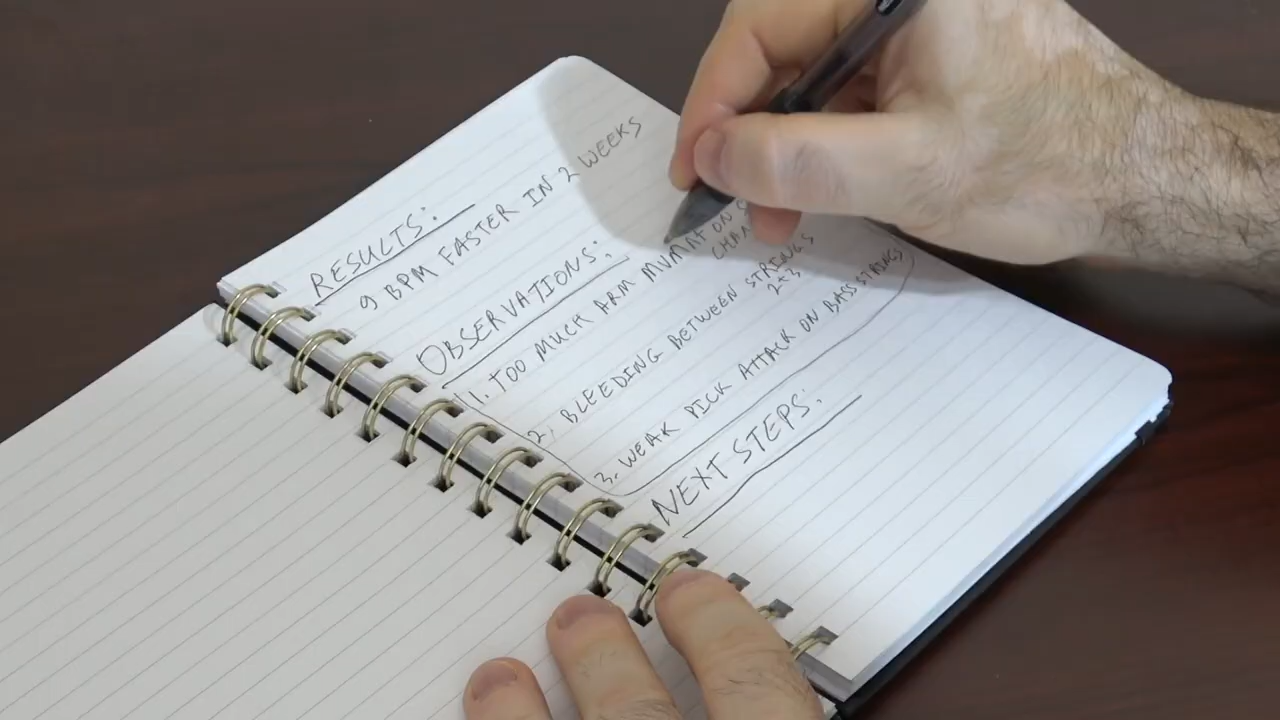 RESULTS:
9 BPM FASTER IN 2 WEEKS
OBSERVATIONS:
1. TOO MUCH ARM MVMNT ON
2. BLEEDING BETWEEN STRINGS
2+3
3. WEAK PICK ATTACK ON BASS STRINGS
NEXT STEPS: